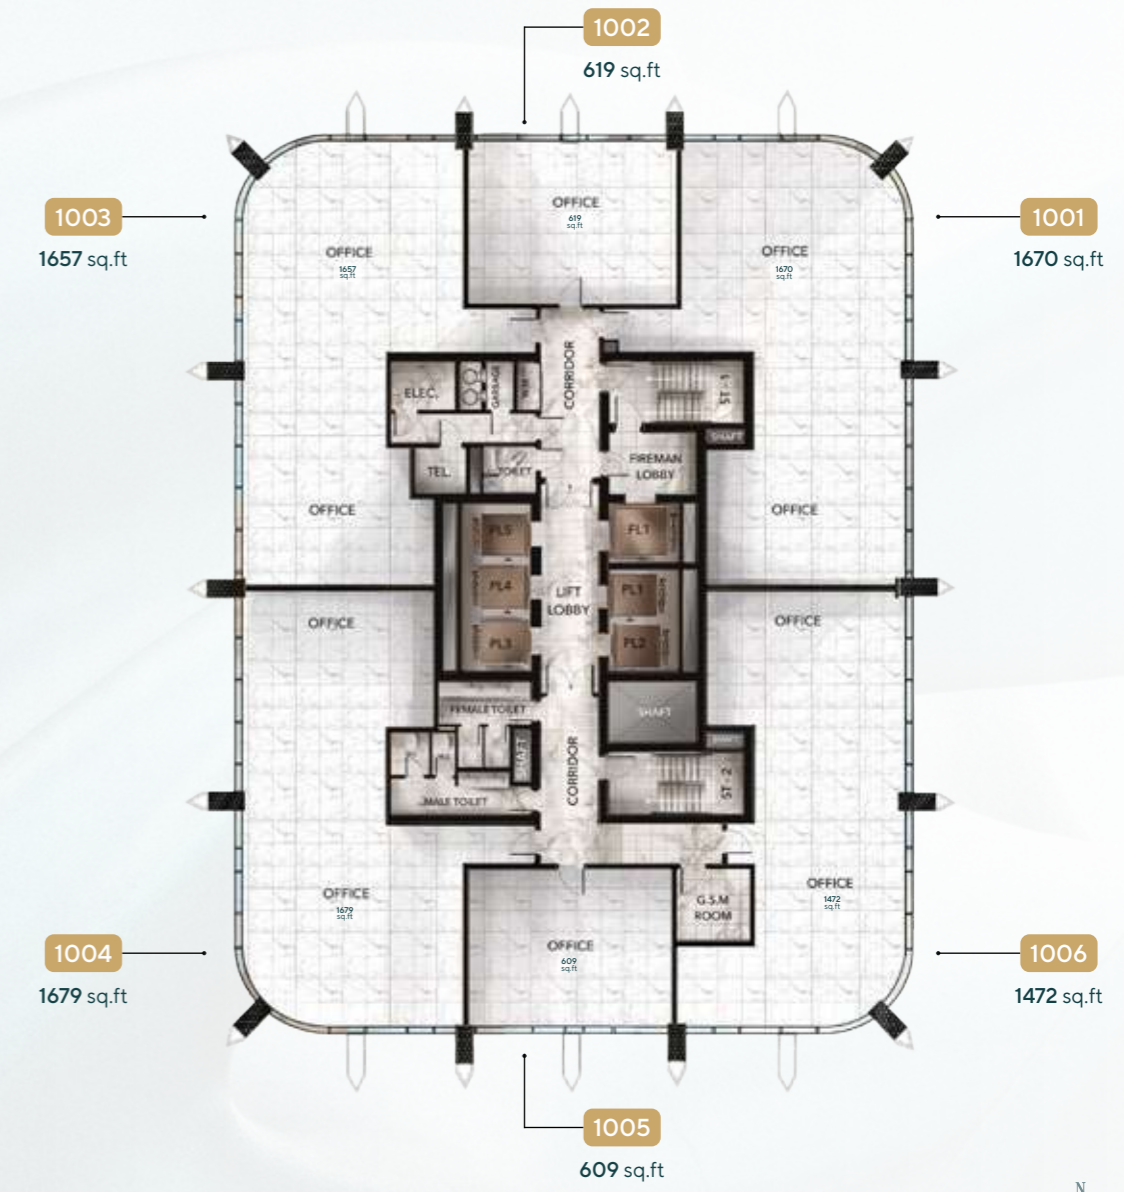 1002
619 sq.ft
1003
1657 sq.ft
1001
1670 sq.ft
OFFICE
619
sq.ft
OFFICE
1657
sq.ft
OFFICE
1670
sq.ft
CORRIDOR
ELEC.
GARBAGE
ST - 1
SHAFT
TEL.
TOILET
FIREMAN
LOBBY
OFFICE
OFFICE
PL5
FL1
PL4
PL1
LIFT
LOBBY
PL3
PL2
OFFICE
OFFICE
FEMALE TOILET
SHAFT
SHAFT
CORRIDOR
ST - 2
MALE TOILET
OFFICE
1679
sq.ft
OFFICE
1472
sq.ft
G.S.M
ROOM
OFFICE
609
sq.ft
1004
1679 sq.ft
1006
1472 sq.ft
1005
609 sq.ft
N